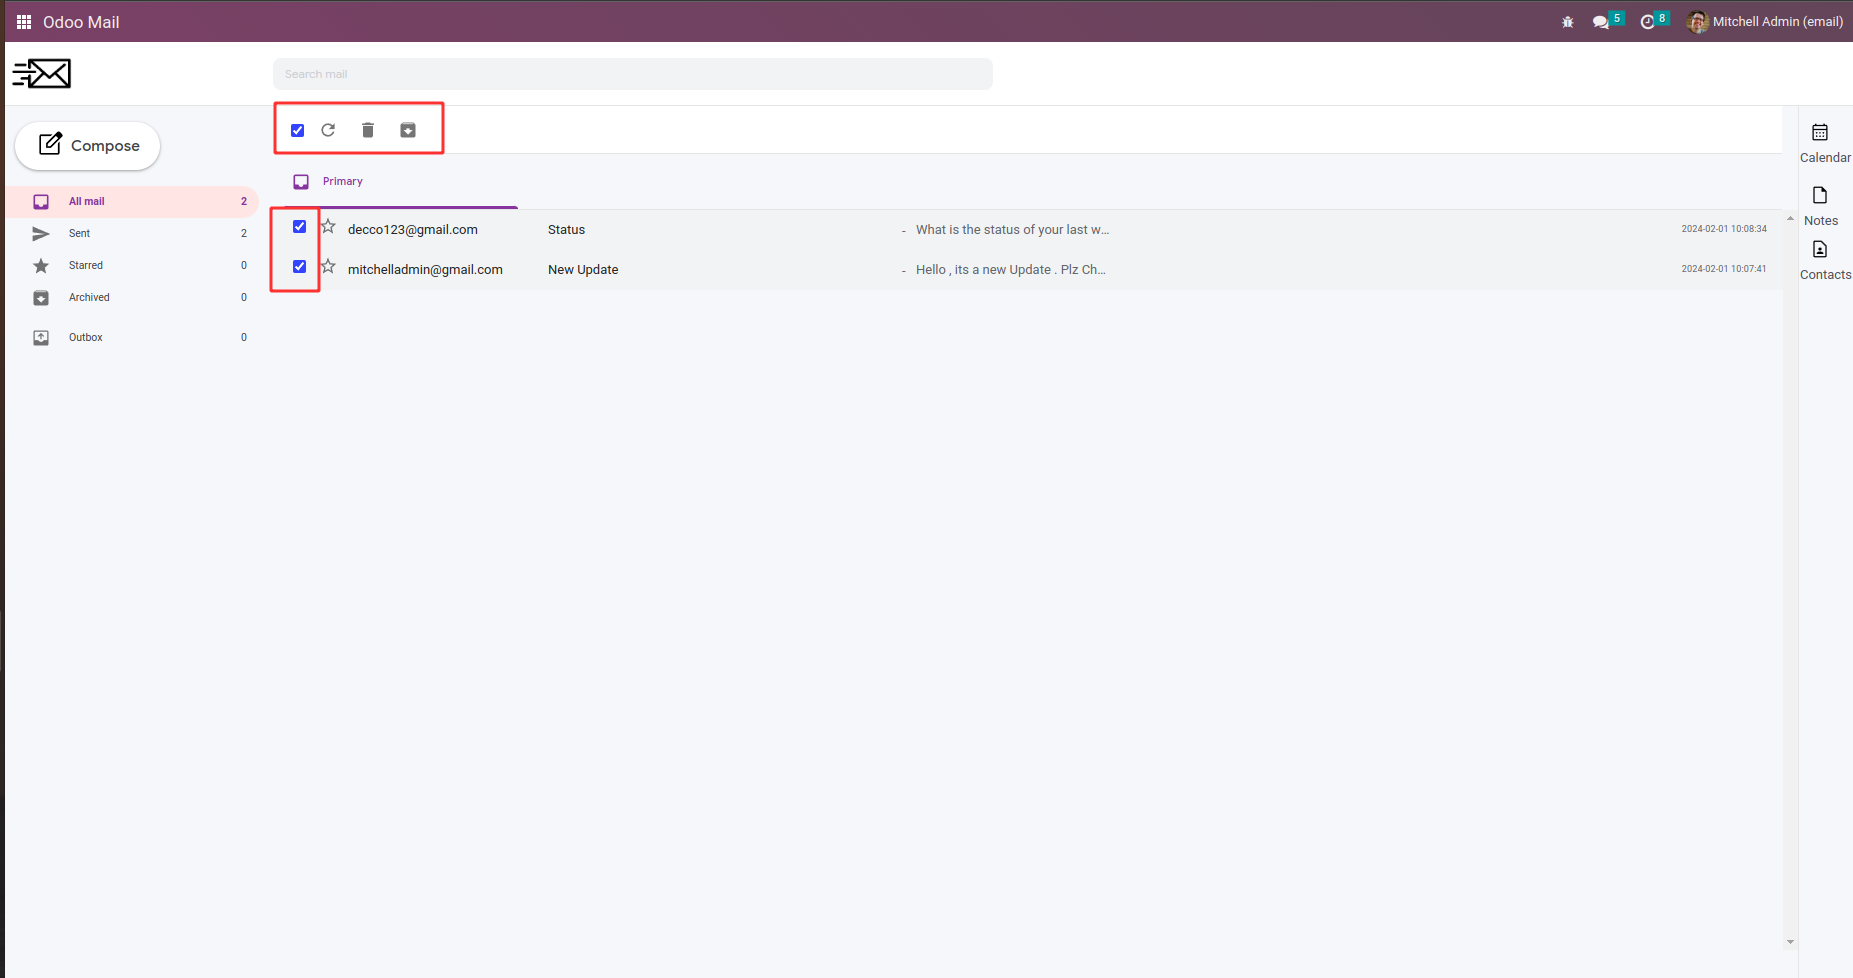 Odoo Mail
5
8
Mitchell Admin (email)
Search mail
Compose
All mail 2
Sent 2
Starred 0
Archived 0
Outbox 0
Primary
decco123@gmail.com Status - What is the status of your last w... 2024-02-01 10:08:34
mitchelladmin@gmail.com New Update - Hello , its a new Update . Plz Ch... 2024-02-01 10:07:41
Calendar
Notes
Contacts